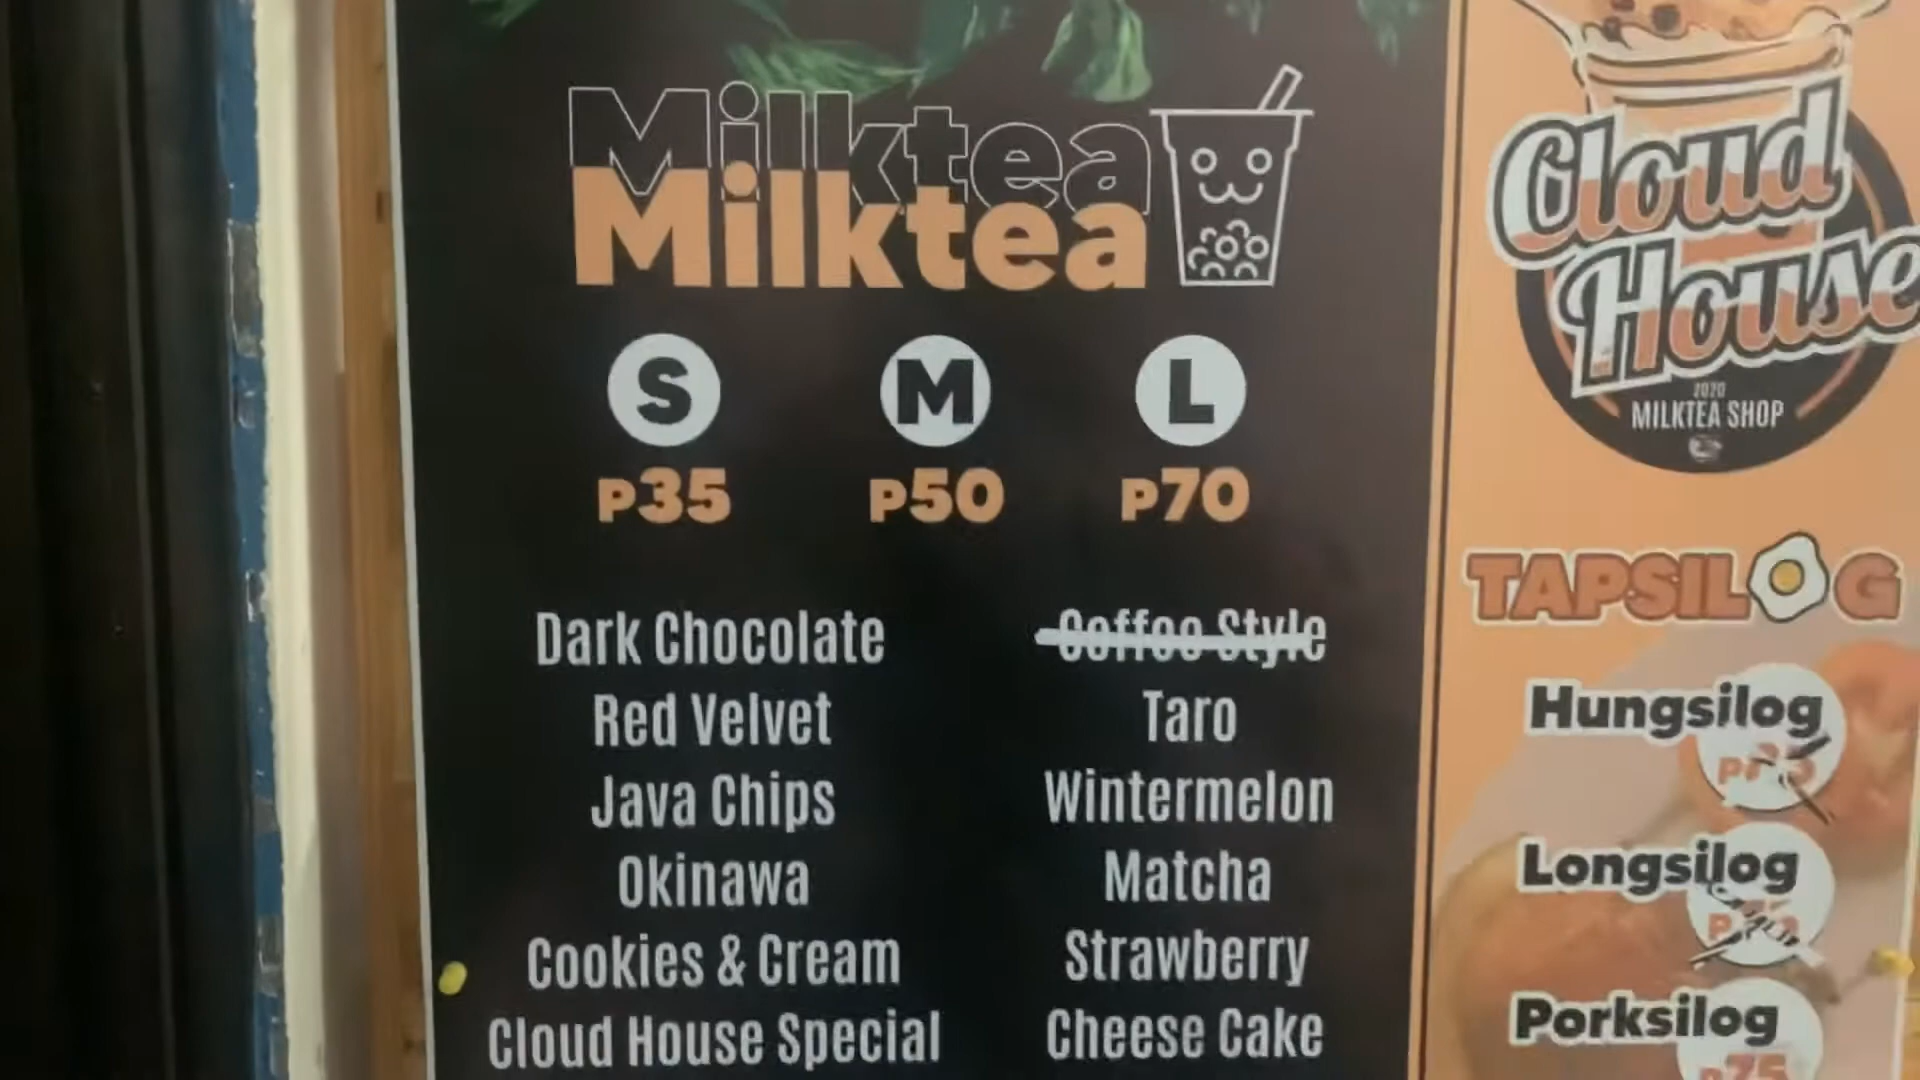 Milktea
Milktea
S M L
P35 P50 P70
Dark Chocolate
Red Velvet
Java Chips
Okinawa
Cookies & Cream
Cloud House Special
Coffee Style
Taro
Wintermelon
Matcha
Strawberry
Cheese Cake
Cloud
House
2020
MILKTEA SHOP
TAPSILOG
Hungsilog
Longsilog
Porksilog
P75